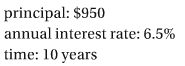 principal: $950
annual interest rate: 6.5%
time: 10 years